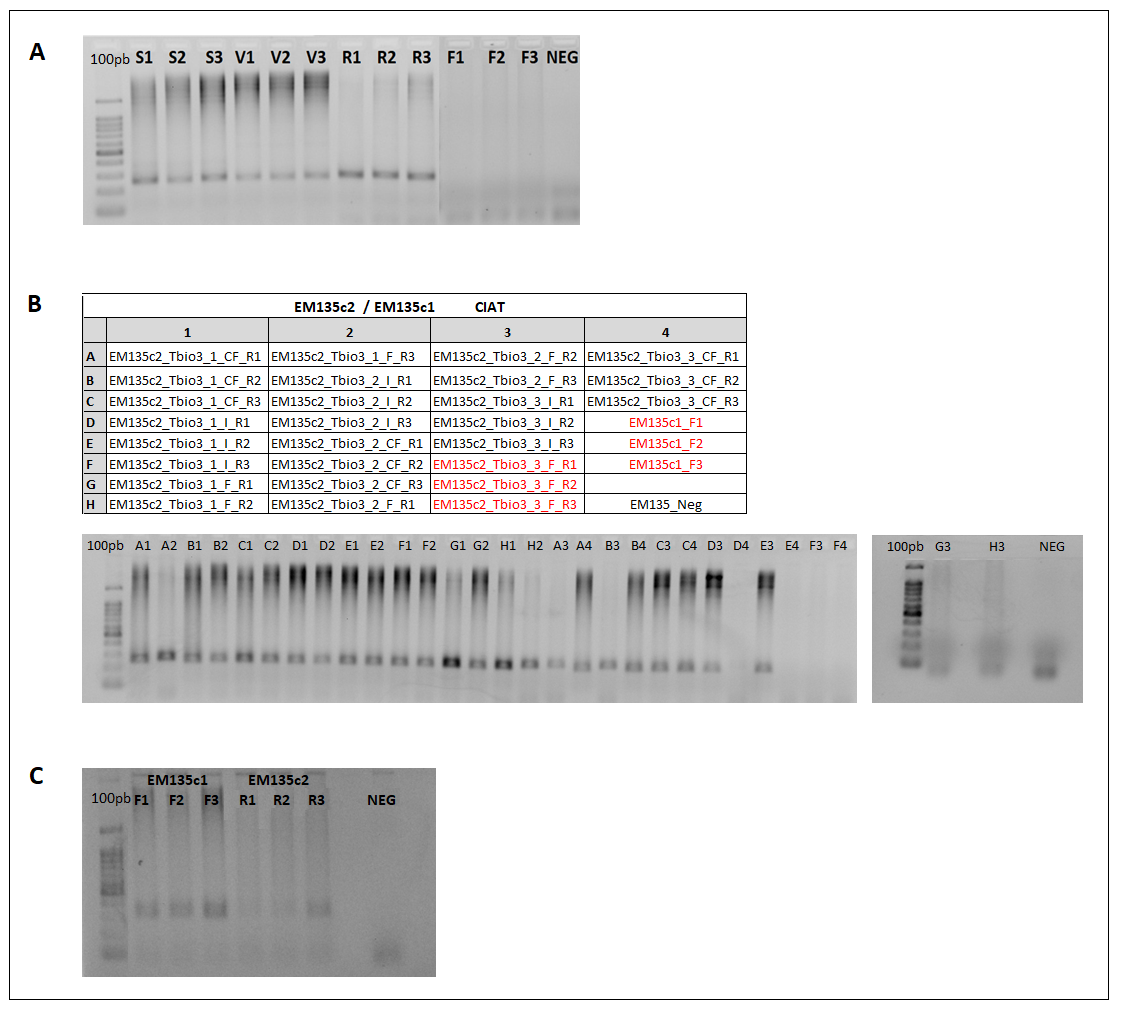 A
100pb S1 S2 S3 V1 V2 V3 R1 R2 R3 F1 F2 F3 NEG
B
EM135c2 / EM135c1 CIAT
1 2 3 4
A EM135c2_Tbio3_1_CF_R1 EM135c2_Tbio3_1_F_R3 EM135c2_Tbio3_2_F_R2 EM135c2_Tbio3_3_CF_R1
B EM135c2_Tbio3_1_CF_R2 EM135c2_Tbio3_2_I_R1 EM135c2_Tbio3_2_F_R3 EM135c2_Tbio3_3_CF_R2
C EM135c2_Tbio3_1_CF_R3 EM135c2_Tbio3_2_I_R2 EM135c2_Tbio3_3_I_R1 EM135c2_Tbio3_3_CF_R3
D EM135c2_Tbio3_1_I_R1 EM135c2_Tbio3_2_I_R3 EM135c2_Tbio3_3_I_R2 EM135c1_F1
E EM135c2_Tbio3_1_I_R2 EM135c2_Tbio3_2_CF_R1 EM135c2_Tbio3_3_I_R3 EM135c1_F2
F EM135c2_Tbio3_1_I_R3 EM135c2_Tbio3_2_CF_R2 EM135c2_Tbio3_3_F_R1 EM135c1_F3
G EM135c2_Tbio3_1_F_R1 EM135c2_Tbio3_2_CF_R3 EM135c2_Tbio3_3_F_R2
H EM135c2_Tbio3_1_F_R2 EM135c2_Tbio3_2_F_R1 EM135c2_Tbio3_3_F_R3 EM135_Neg
100pb A1 A2 B1 B2 C1 C2 D1 D2 E1 E2 F1 F2 G1 G2 H1 H2 A3 A4 B3 B4 C3 C4 D3 D4 E3 E4 F3 F4
100pb G3 H3 NEG
C
EM135c1 EM135c2
100pb F1 F2 F3 R1 R2 R3 NEG